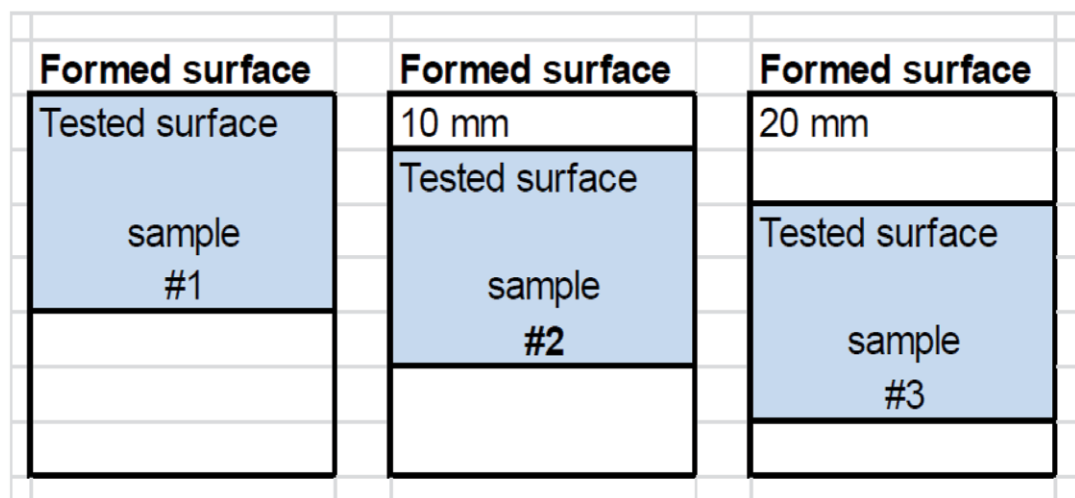 Formed surface
Tested surface
sample
#1
Formed surface
10 mm
Tested surface
sample
#2
Formed surface
20 mm
Tested surface
sample
#3